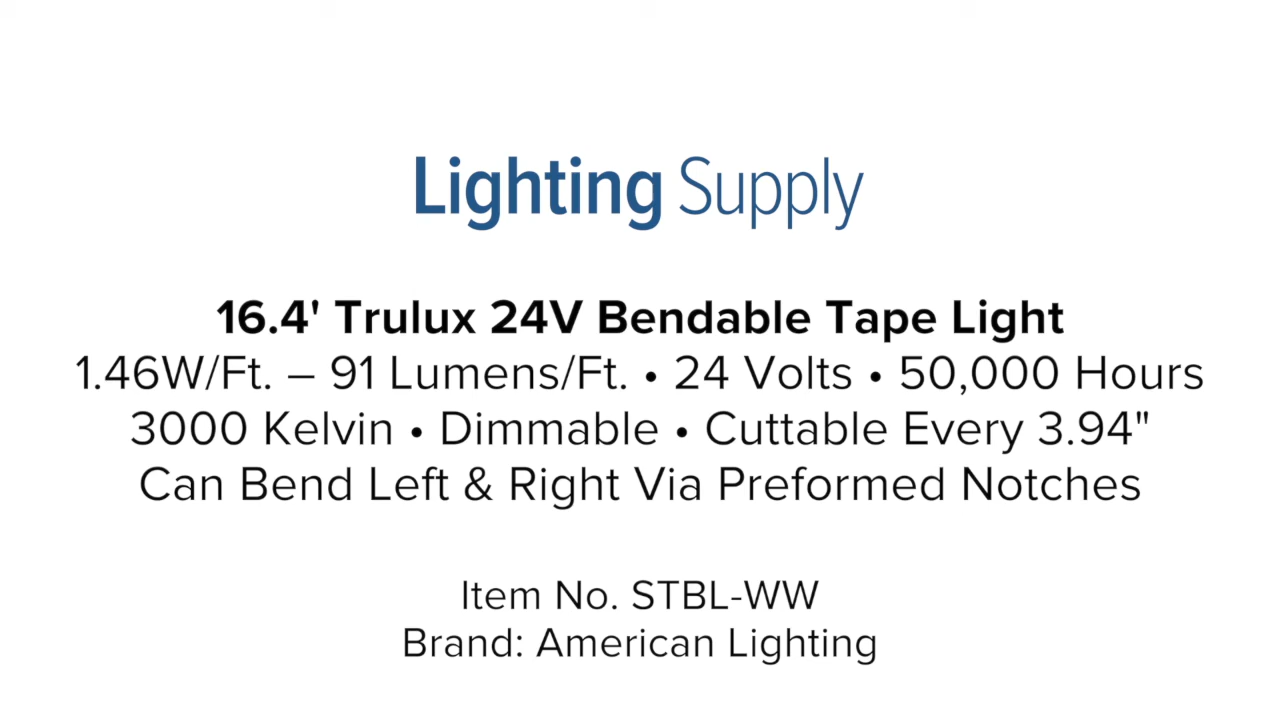 Lighting Supply
16.4' Trulux 24V Bendable Tape Light
1.46W/Ft. – 91 Lumens/Ft. • 24 Volts • 50,000 Hours
3000 Kelvin • Dimmable • Cuttable Every 3.94"
Can Bend Left & Right Via Preformed Notches
Item No. STBL-WW
Brand: American Lighting